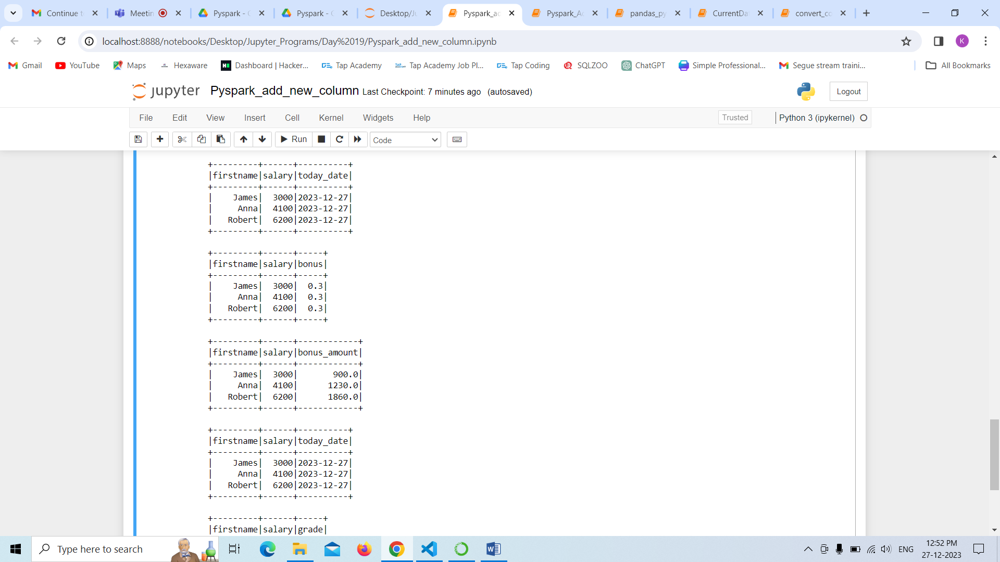 Continue t
Meetin
Pyspark - C
Pyspark - C
Desktop/Ju
Pyspark_ad
Pyspark_Ad
pandas_py
CurrentDa
convert_co
localhost:8888/notebooks/Desktop/Jupyter_Programs/Day%2019/Pyspark_add_new_column.ipynb
K
Gmail
YouTube
Maps
Hexaware
Dashboard | Hacker...
Tap Academy
Tap Academy Job Pl...
Tap Coding
SQLZOO
ChatGPT
Simple Professional...
Segue stream traini...
All Bookmarks
jupyter Pyspark_add_new_column Last Checkpoint: 7 minutes ago (autosaved)
Logout
File Edit View Insert Cell Kernel Widgets Help
Trusted
Python 3 (ipykernel)
Run
Code
+---------+------+----------+
|firstname|salary|today_date|
+---------+------+----------+
|    James|  3000|2023-12-27|
|     Anna|  4100|2023-12-27|
|   Robert|  6200|2023-12-27|
+---------+------+----------+
+---------+------+-----+
|firstname|salary|bonus|
+---------+------+-----+
|    James|  3000|  0.3|
|     Anna|  4100|  0.3|
|   Robert|  6200|  0.3|
+---------+------+-----+
+---------+------+------------+
|firstname|salary|bonus_amount|
+---------+------+------------+
|    James|  3000|       900.0|
|     Anna|  4100|      1230.0|
|   Robert|  6200|      1860.0|
+---------+------+------------+
+---------+------+----------+
|firstname|salary|today_date|
+---------+------+----------+
|    James|  3000|2023-12-27|
|     Anna|  4100|2023-12-27|
|   Robert|  6200|2023-12-27|
+---------+------+----------+
+---------+------+-----+
|firstname|salary|grade|
Type here to search
ENG
12:52 PM
27-12-2023